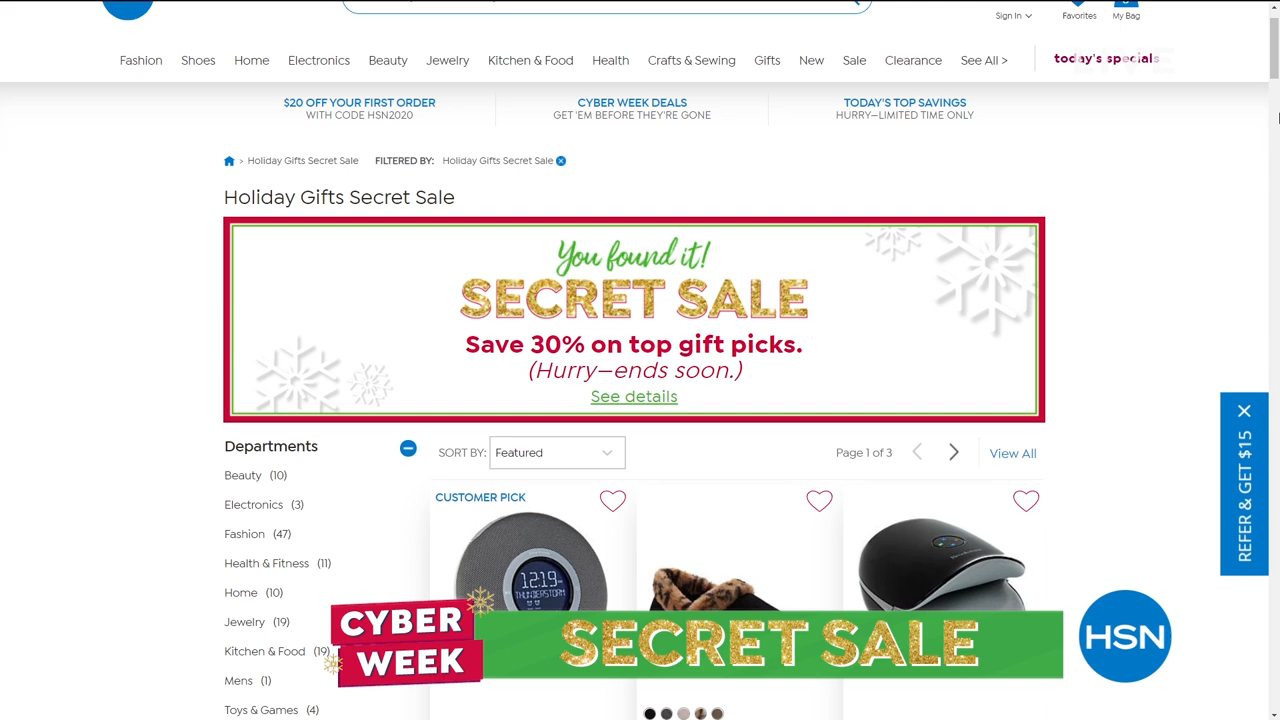 Sign In
Favorites
My Bag
Fashion Shoes Home Electronics Beauty Jewelry Kitchen & Food Health Crafts & Sewing Gifts New Sale Clearance See All >
today's specials
$20 OFF YOUR FIRST ORDER
WITH CODE HSN2020
CYBER WEEK DEALS
GET 'EM BEFORE THEY'RE GONE
TODAY'S TOP SAVINGS
HURRY—LIMITED TIME ONLY
> Holiday Gifts Secret Sale FILTERED BY: Holiday Gifts Secret Sale
Holiday Gifts Secret Sale
You found it!
SECRET SALE
Save 30% on top gift picks.
(Hurry—ends soon.)
See details
REFER & GET $15
Departments
SORT BY: Featured
Page 1 of 3
View All
Beauty (10)
Electronics (3)
Fashion (47)
Health & Fitness (11)
Home (10)
Jewelry (19)
Kitchen & Food (19)
Mens (1)
Toys & Games (4)
CUSTOMER PICK
12:19
THUNDERSTORM
CYBER
WEEK
SECRET SALE
HSN